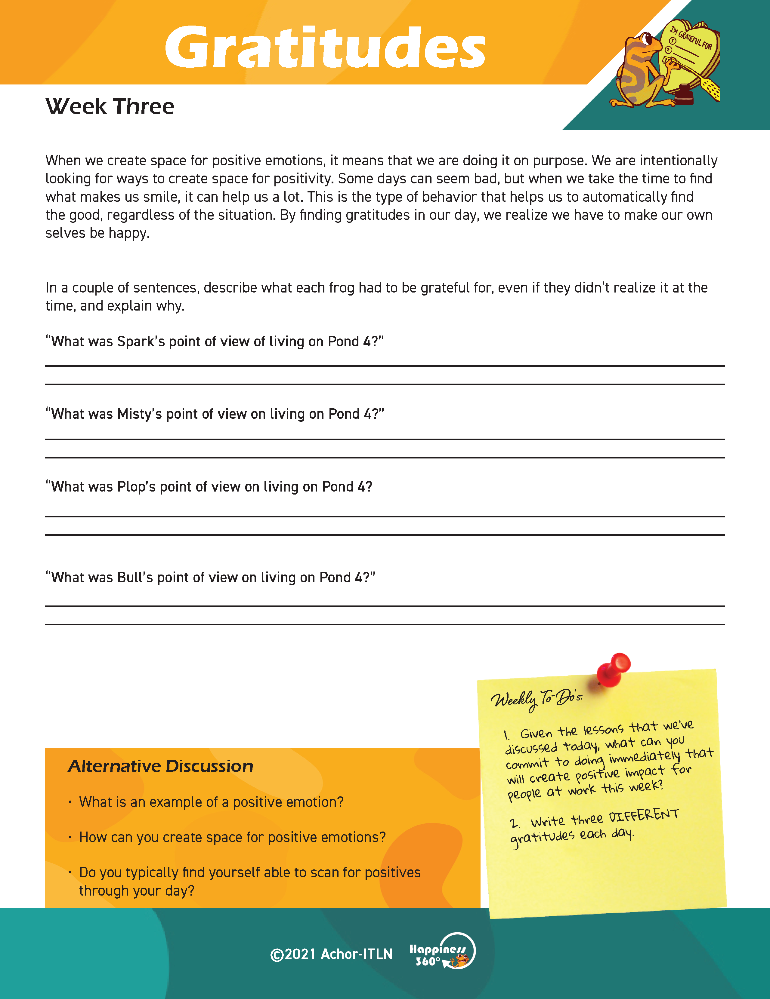 Gratitudes
I'M GRATEFUL FOR
1
2
3
Week Three
When we create space for positive emotions, it means that we are doing it on purpose. We are intentionally
looking for ways to create space for positivity. Some days can seem bad, but when we take the time to find
what makes us smile, it can help us a lot. This is the type of behavior that helps us to automatically find
the good, regardless of the situation. By finding gratitudes in our day, we realize we have to make our own
selves be happy.
In a couple of sentences, describe what each frog had to be grateful for, even if they didn't realize it at the
time, and explain why.
“What was Spark's point of view of living on Pond 4?”
“What was Misty's point of view on living on Pond 4?”
“What was Plop's point of view on living on Pond 4?
“What was Bull's point of view on living on Pond 4?”
Weekly To-Do's:
1. Given the lessons that we've
discussed today, what can you
commit to doing immediately that
will create positive impact for
people at work this week?
2. Write three DIFFERENT
gratitudes each day.
Alternative Discussion
• What is an example of a positive emotion?
• How can you create space for positive emotions?
• Do you typically find yourself able to scan for positives
through your day?
©2021 Achor-ITLN
Happiness
360°